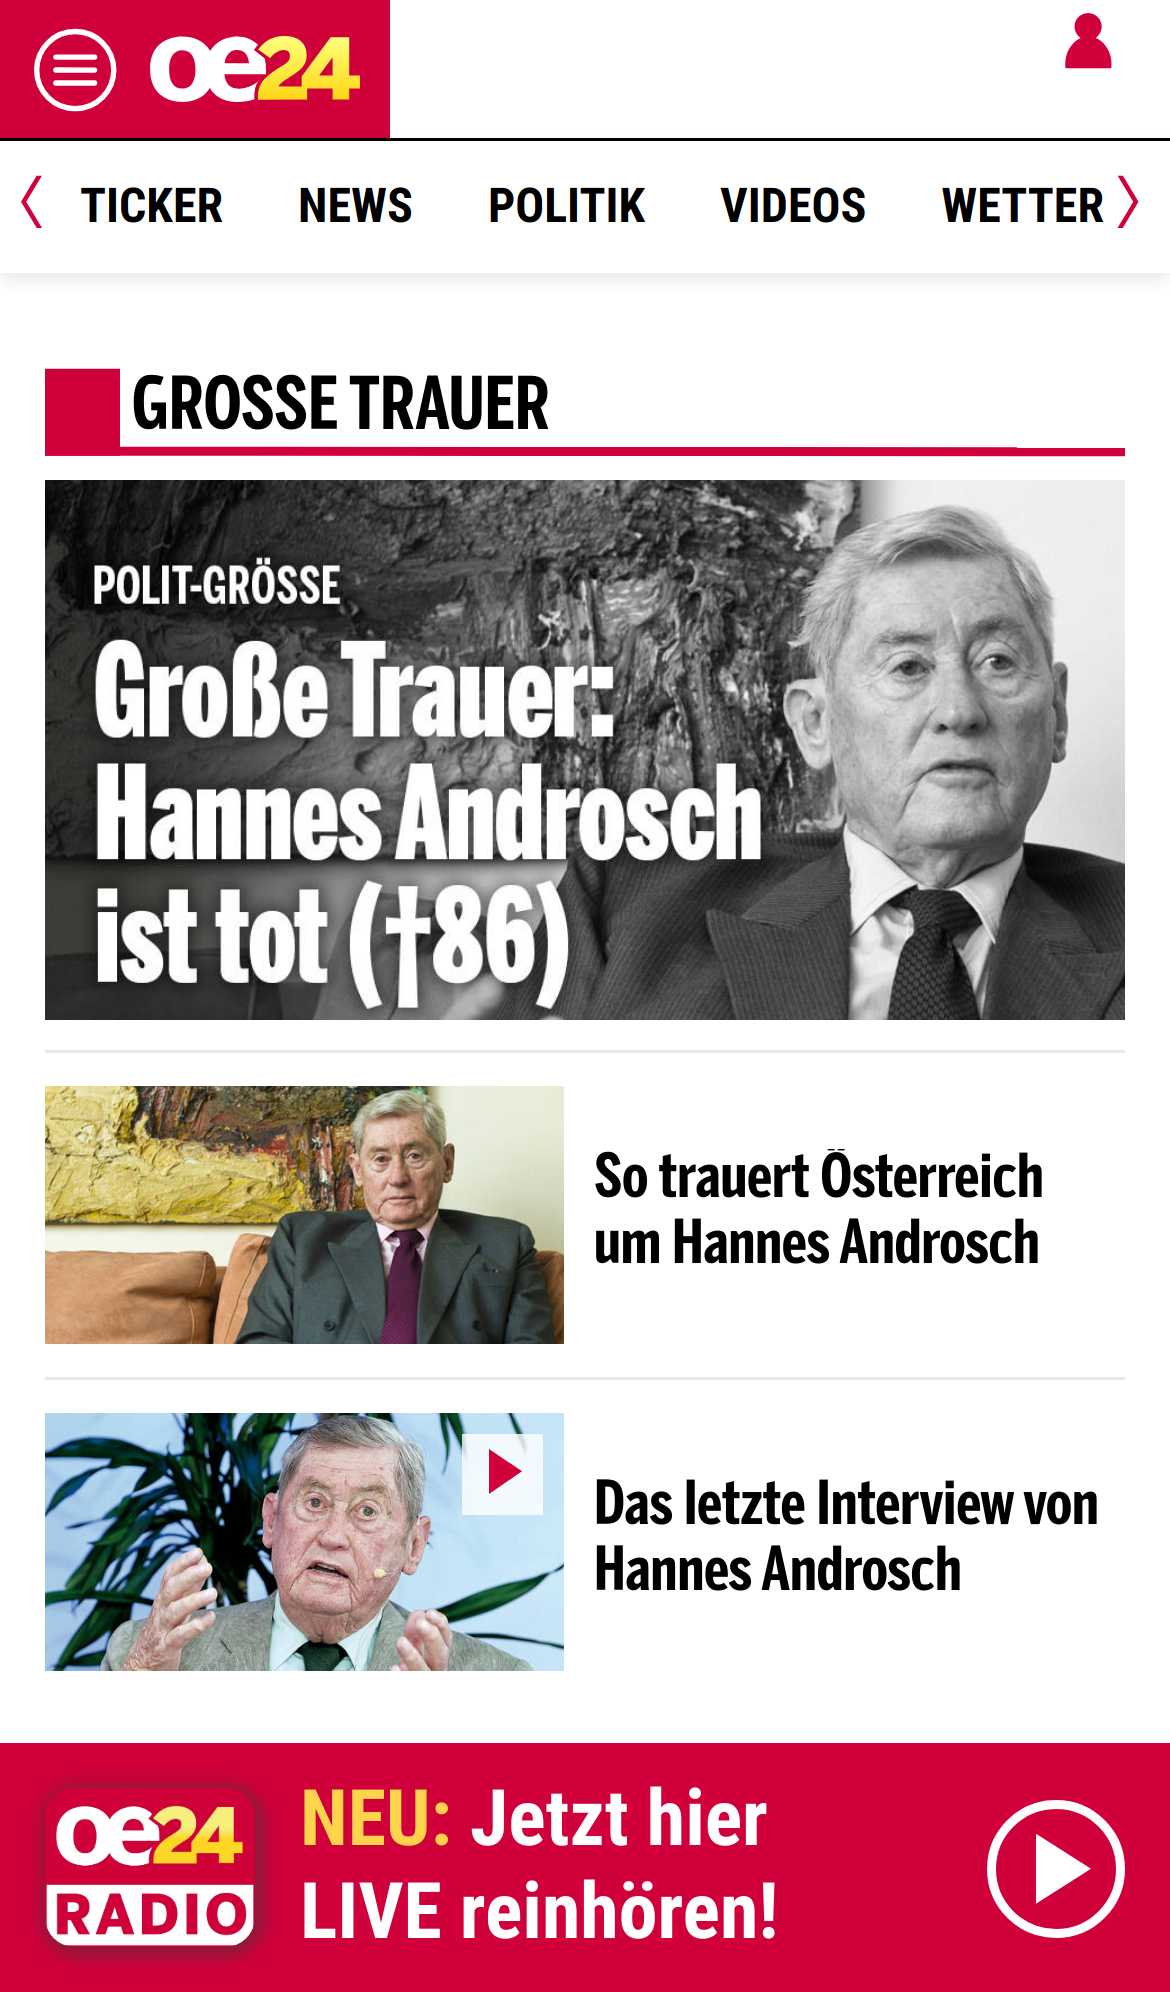 oe24
TICKER NEWS POLITIK VIDEOS WETTER
GROSSE TRAUER
POLIT-GRÖSSE
Große Trauer:
Hannes Androsch
ist tot (†86)
So trauert Österreich
um Hannes Androsch
Das letzte Interview von
Hannes Androsch
oe24
RADIO
NEU: Jetzt hier
LIVE reinhören!